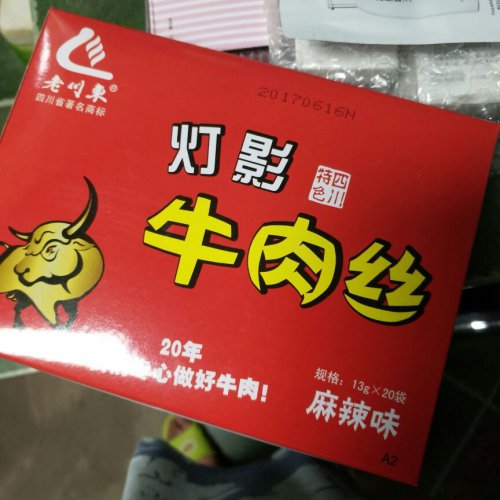 老川東®
四川省著名商标
20170616N
灯影
四川
特色
牛肉丝
20年
心做好牛肉!
规格：13g×20袋
麻辣味
A2